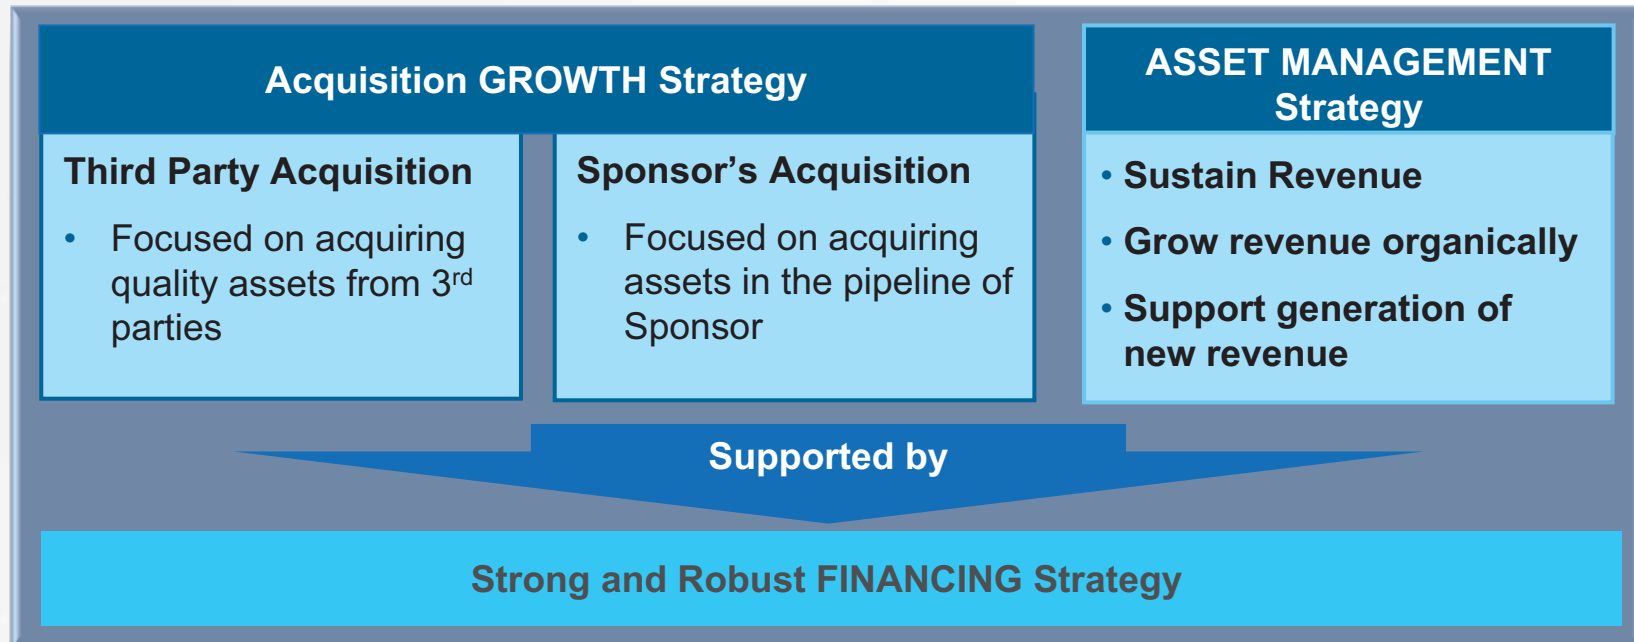 Acquisition GROWTH Strategy
Third Party Acquisition
• Focused on acquiring
quality assets from 3rd
parties
Sponsor’s Acquisition
• Focused on acquiring
assets in the pipeline of
Sponsor
ASSET MANAGEMENT
Strategy
• Sustain Revenue
• Grow revenue organically
• Support generation of
new revenue
Supported by
Strong and Robust FINANCING Strategy